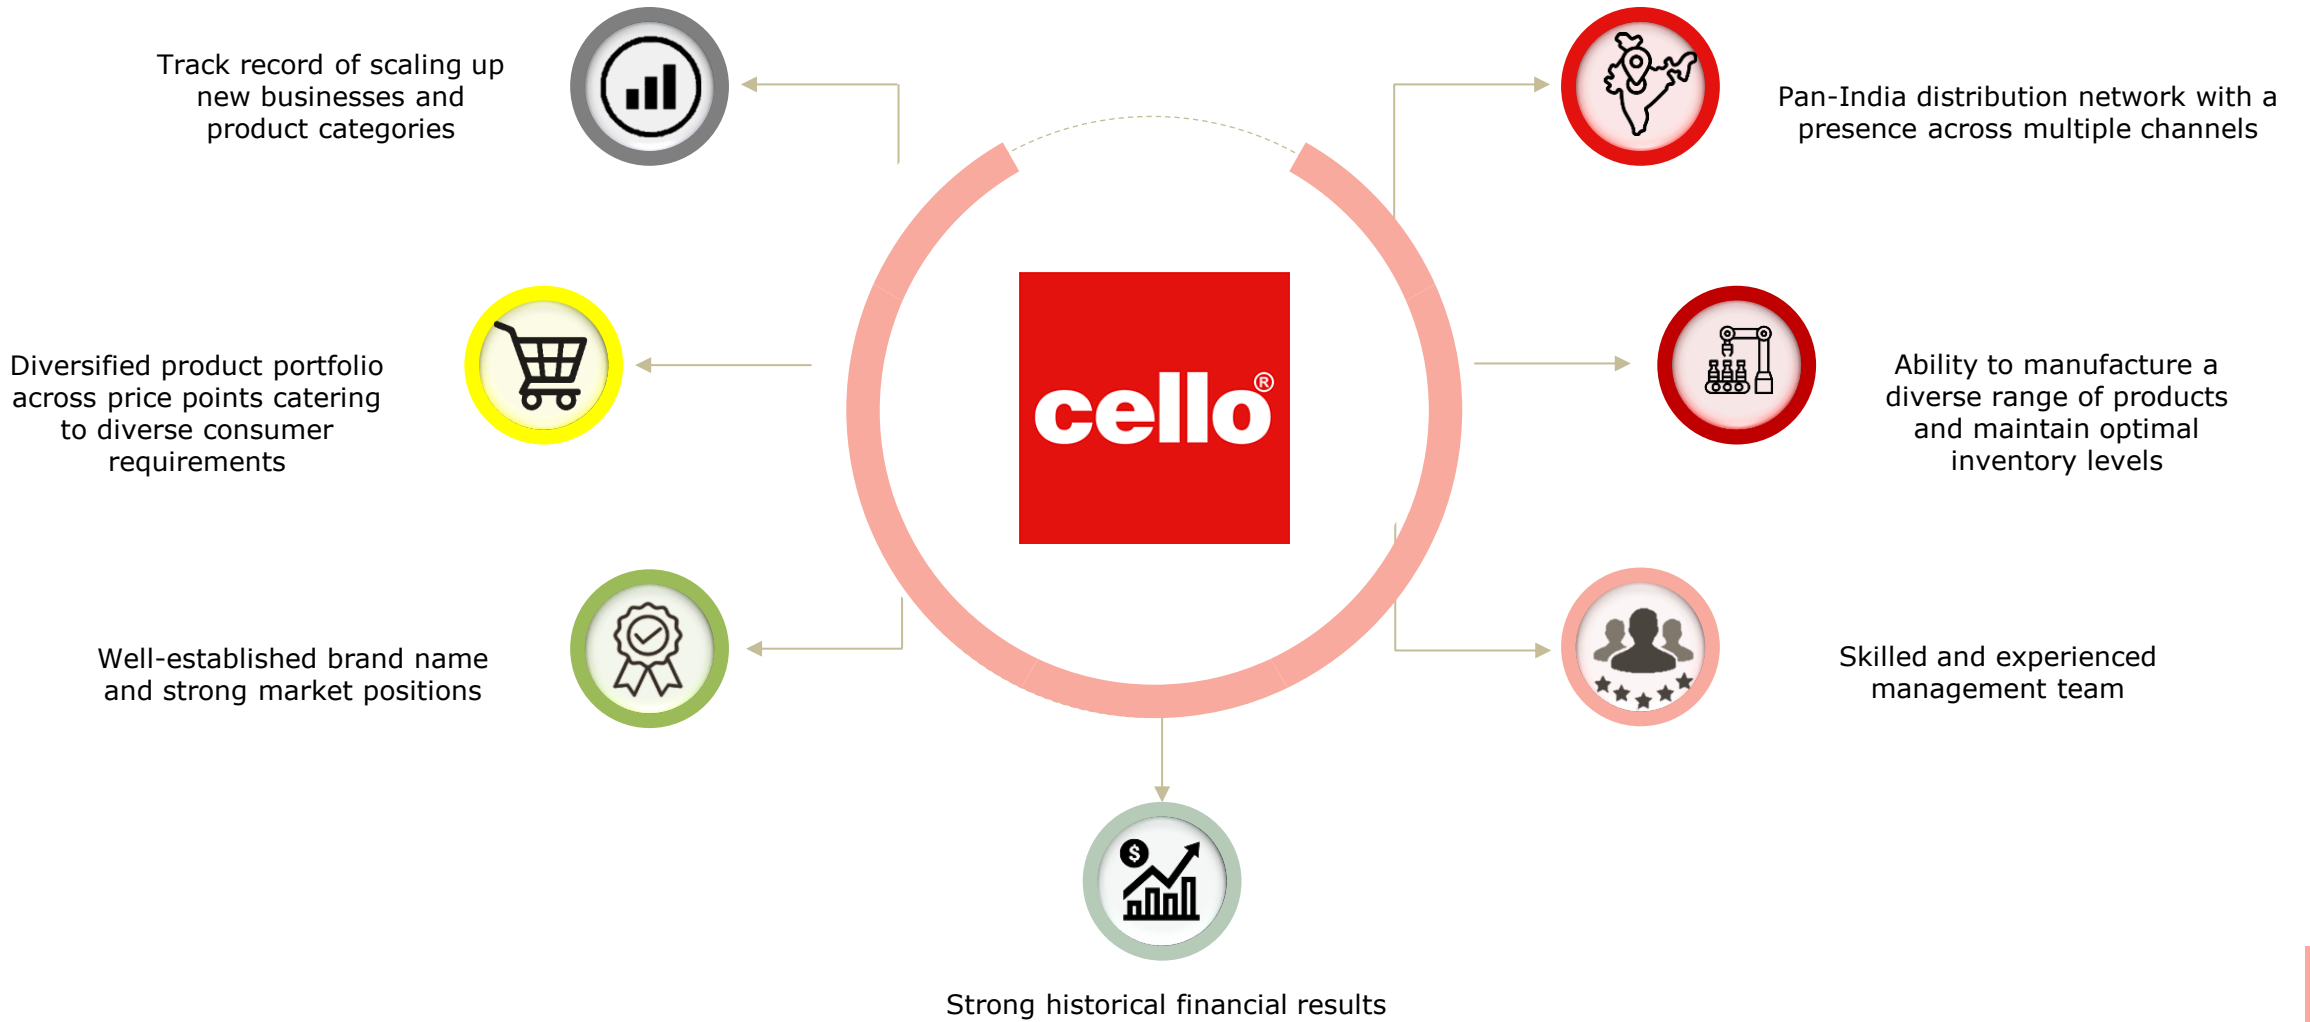 Track record of scaling up
new businesses and
product categories
Pan-India distribution network with a
presence across multiple channels
cello®
Diversified product portfolio
across price points catering
to diverse consumer
requirements
Ability to manufacture a
diverse range of products
and maintain optimal
inventory levels
Well-established brand name
and strong market positions
Skilled and experienced
management team
$
Strong historical financial results